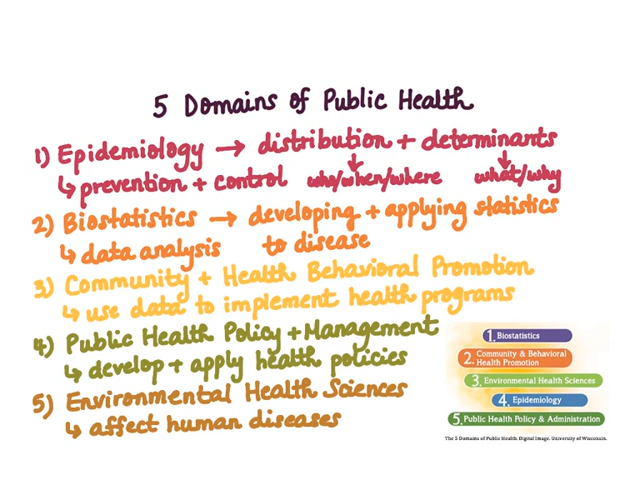 5 Domains of Public Health
1) Epidemiology → distribution + determinants
↳ prevention + control who/when/where what/why
2) Biostatistics → developing + applying statistics
↳ data analysis to disease
3) Community + Health Behavioral Promotion
↳ use data to implement health programs
4) Public Health Policy + Management
↳ develop + apply health policies
5) Environmental Health Sciences
↳ affect human diseases
1. Biostatistics
2. Community & Behavioral
Health Promotion
3. Environmental Health Sciences
4. Epidemiology
5. Public Health Policy & Administration
The 5 Domains of Public Health. Digital Image. University of Wisconsin.